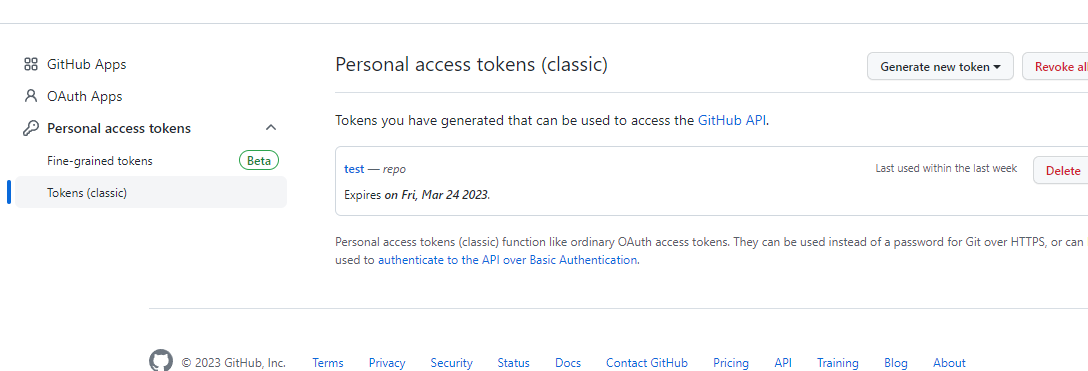 GitHub Apps
OAuth Apps
Personal access tokens
Fine-grained tokens Beta
Tokens (classic)
Personal access tokens (classic)
Generate new token
Revoke all
Tokens you have generated that can be used to access the GitHub API.
test — repo
Last used within the last week
Delete
Expires on Fri, Mar 24 2023.
Personal access tokens (classic) function like ordinary OAuth access tokens. They can be used instead of a password for Git over HTTPS, or can
used to authenticate to the API over Basic Authentication.
© 2023 GitHub, Inc. Terms Privacy Security Status Docs Contact GitHub Pricing API Training Blog About